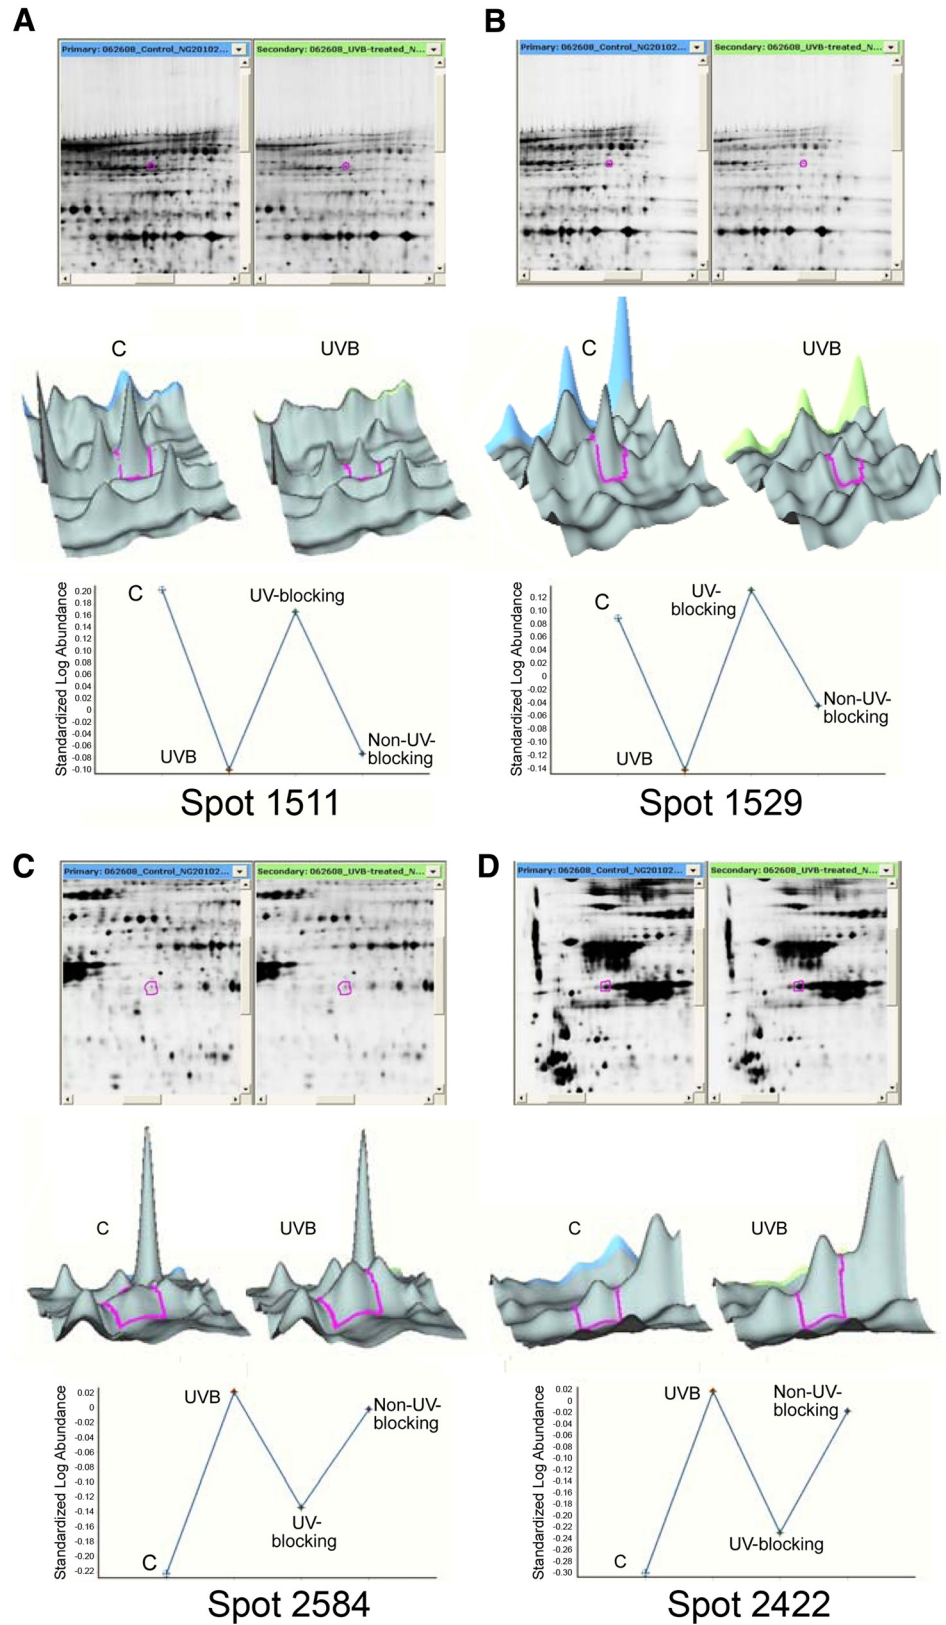 A
B
Primary: 062608_Control_NG20102...
Secondary: 062608_UVB-treated_N...
Primary: 062608_Control_NG20102...
Secondary: 062608_UVB-treated_N...
C
UVB
C
UVB
Standardized Log Abundance
0.20
0.18
0.16
0.14
0.12
0.10
0.08
0.06
0.04
0.02
0
-0.02
-0.04
-0.06
-0.08
-0.10
C
UV-blocking
UVB
Non-UV-
blocking
Spot 1511
Standardized Log Abundance
0.12
0.10
0.08
0.06
0.04
0.02
0
-0.02
-0.04
-0.06
-0.08
-0.10
-0.12
-0.14
C
UV-
blocking
UVB
Non-UV-
blocking
Spot 1529
C
D
Primary: 062608_Control_NG20102...
Secondary: 062608_UVB-treated_N...
Primary: 062608_Control_NG20102...
Secondary: 062608_UVB-treated_N...
C
UVB
C
UVB
Standardized Log Abundance
0.02
0
-0.02
-0.04
-0.06
-0.08
-0.10
-0.12
-0.14
-0.16
-0.18
-0.20
-0.22
UVB
Non-UV-
blocking
UV-
blocking
C
Spot 2584
Standardized Log Abundance
0.02
0
-0.02
-0.04
-0.06
-0.08
-0.10
-0.12
-0.14
-0.16
-0.18
-0.20
-0.22
-0.24
-0.26
-0.28
-0.30
UVB
Non-UV-
blocking
UV-blocking
C
Spot 2422